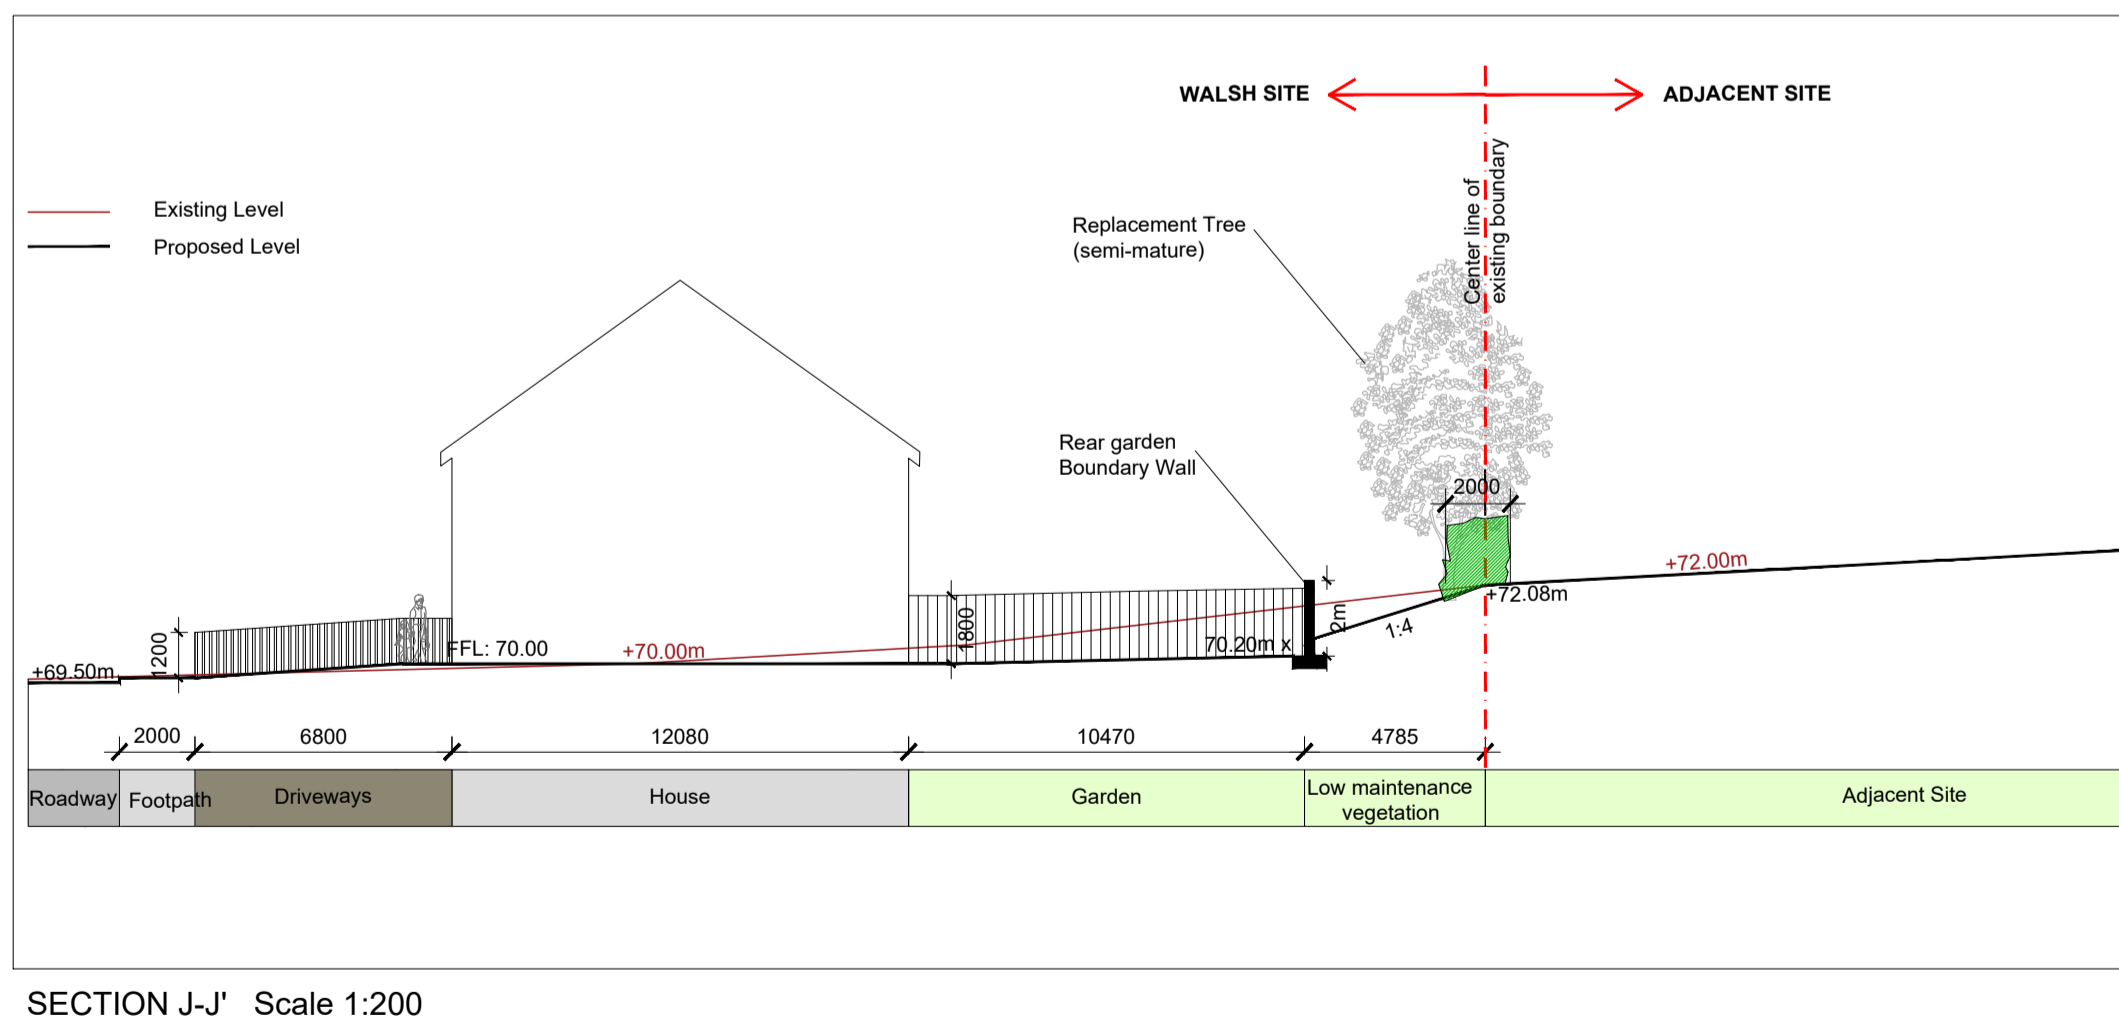 WALSH SITE
ADJACENT SITE
Center line of
existing boundary
Existing Level
Proposed Level
Replacement Tree
(semi-mature)
Rear garden
Boundary Wall
2000
+72.00m
+72.08m
2m
1:4
1800
70.20m x
FFL: 70.00
+70.00m
1200
+69.50m
2000
6800
12080
10470
4785
Roadway
Footpath
Driveways
House
Garden
Low maintenance
vegetation
Adjacent Site
SECTION J-J' Scale 1:200